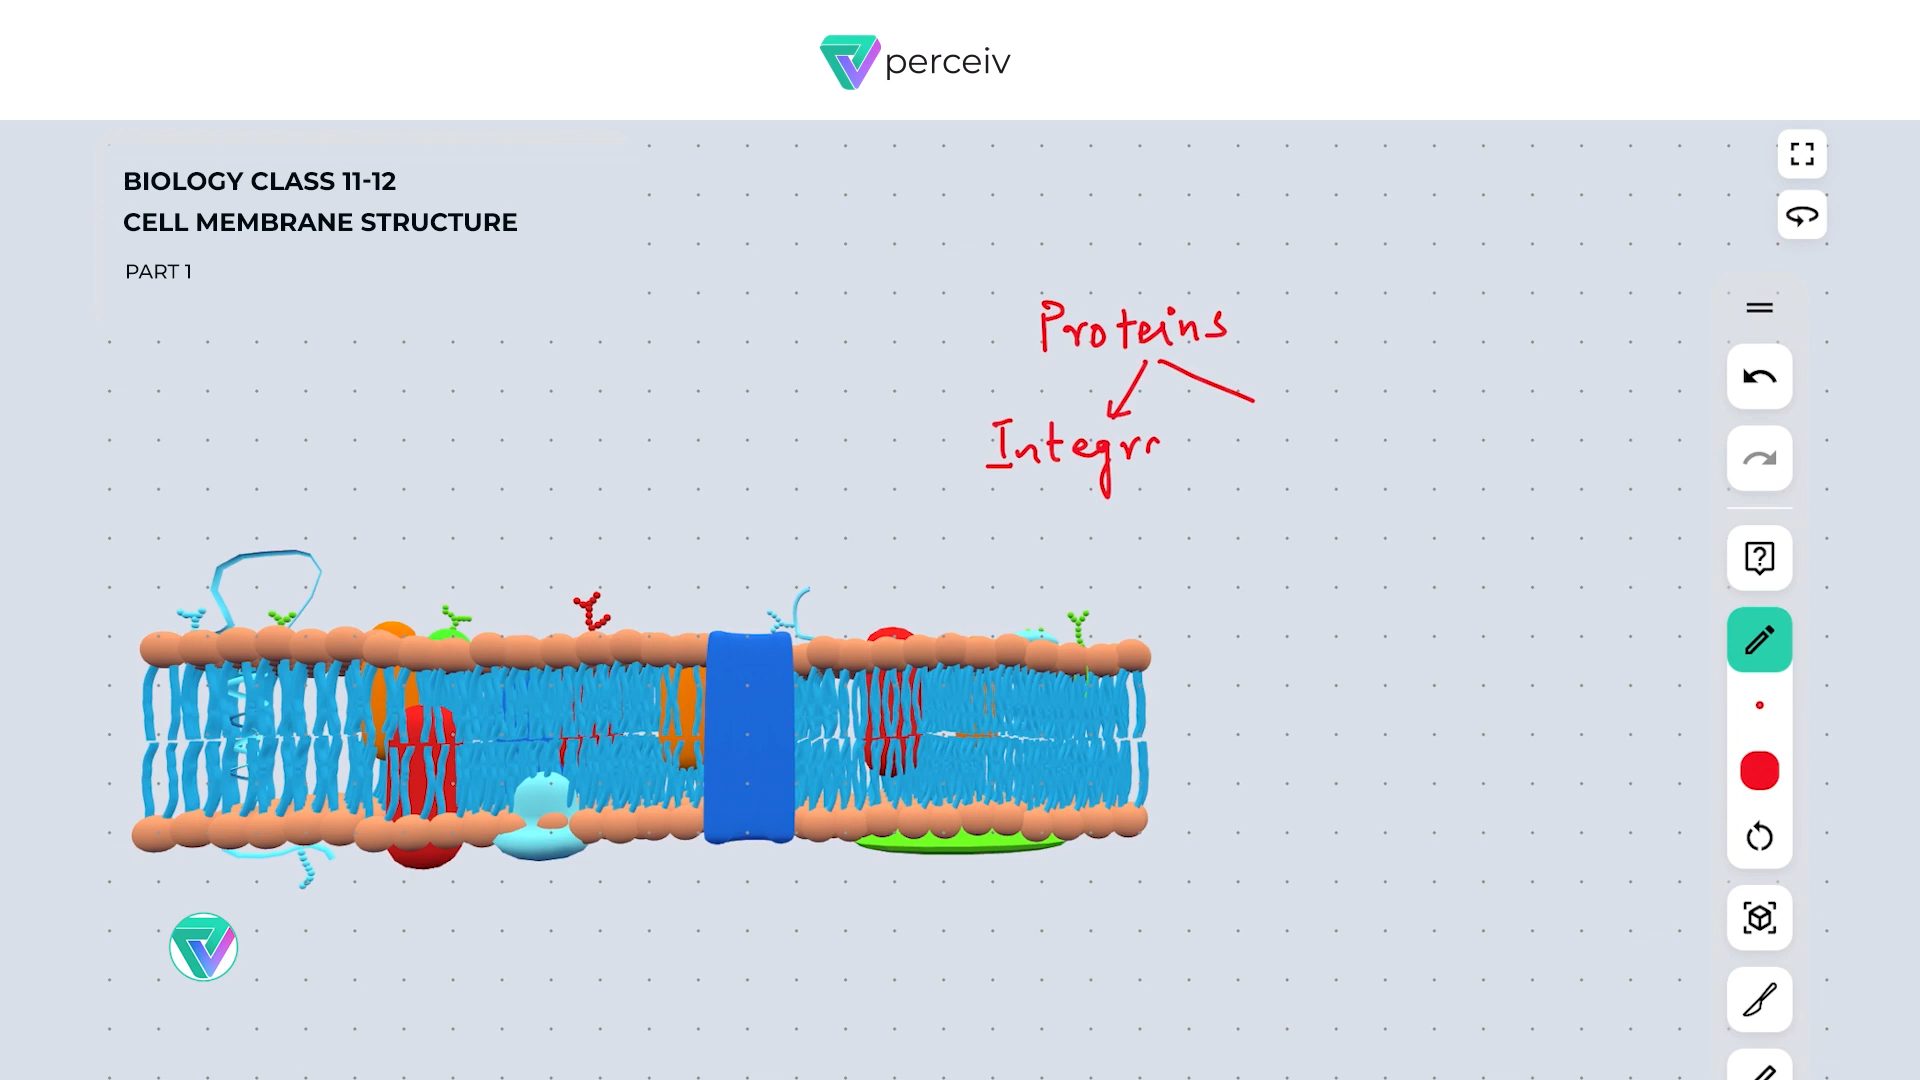 perceiv
BIOLOGY CLASS 11-12
CELL MEMBRANE STRUCTURE
PART 1
Proteins
Integrr